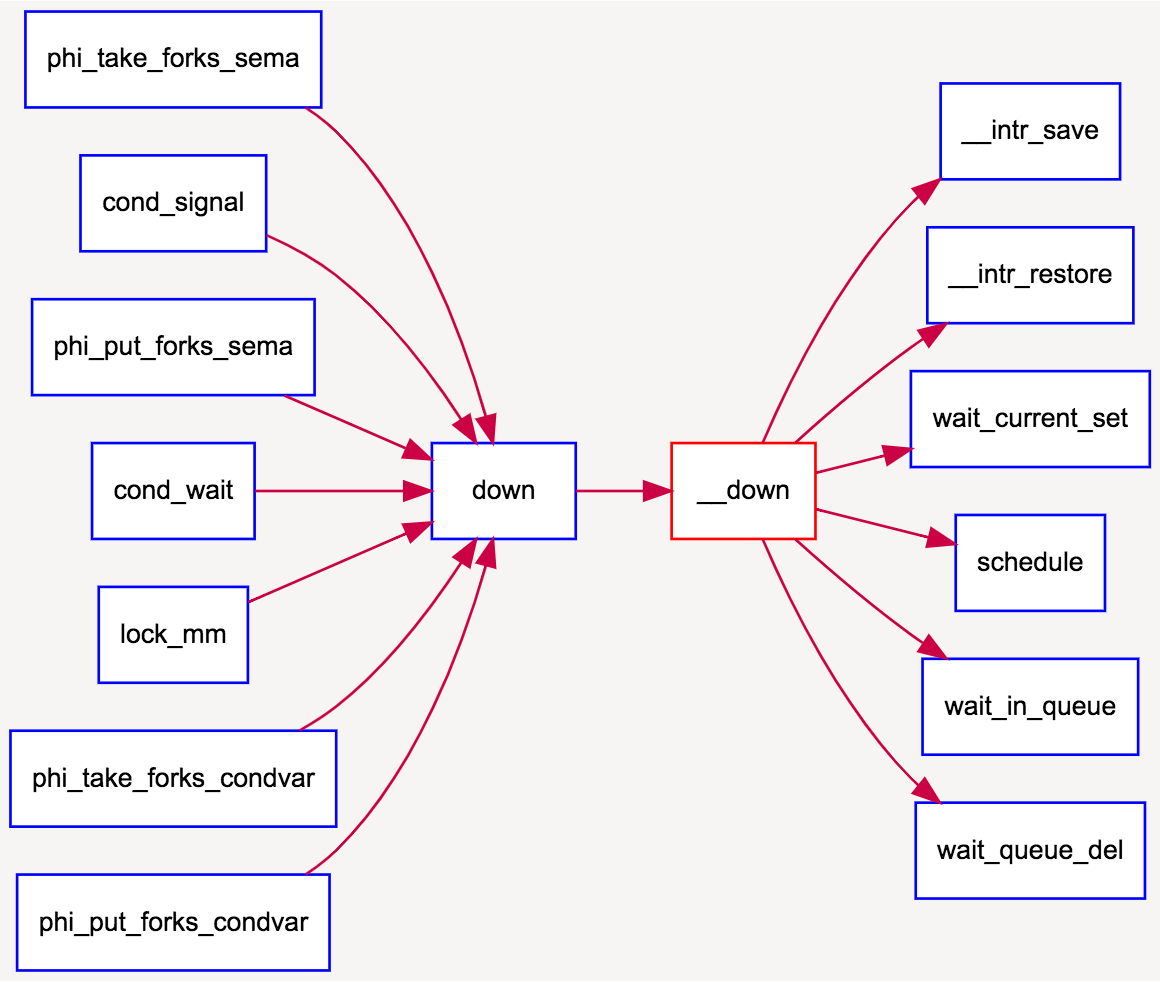 phi_take_forks_sema
cond_signal
phi_put_forks_sema
cond_wait
lock_mm
phi_take_forks_condvar
phi_put_forks_condvar
down
__down
__intr_save
__intr_restore
wait_current_set
schedule
wait_in_queue
wait_queue_del